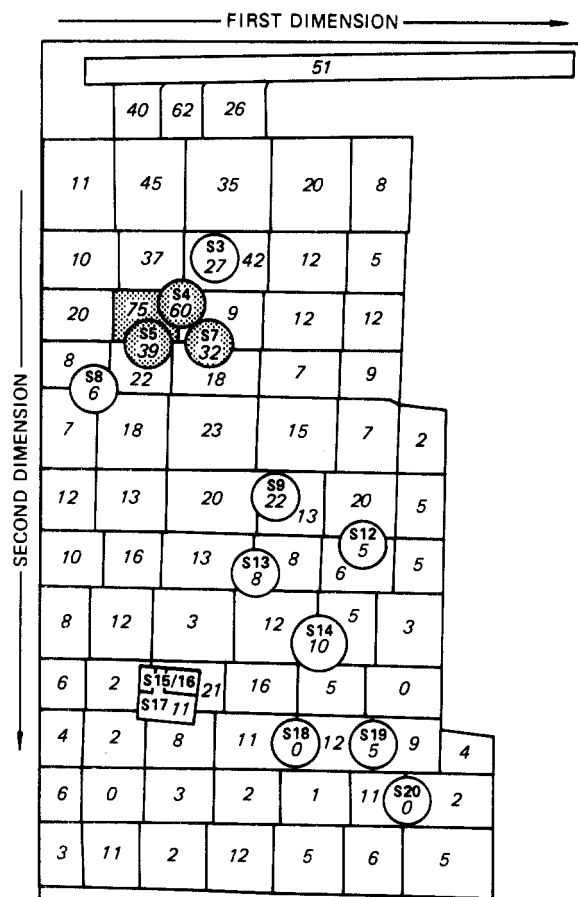 FIRST DIMENSION
SECOND DIMENSION
51
40 62 26
11 45 35 20 8
S3
10 37 27 42 12 5
S4
20 75 60 9 12 12
S5 S7
39 32
8 22 18 7 9
S8
6
7 18 23 15 7 2
S9
12 13 20 22 13 20 5
S12
5
10 16 13 8 6 5
S13
8
8 12 3 12 5 3
S14
10
6 2 S15/16 21 16 5 0
S17 11
4 2 8 11 12 9 4
S18 S19
0 5
6 0 3 2 1 11 2
S20
0
3 11 2 12 5 6 5